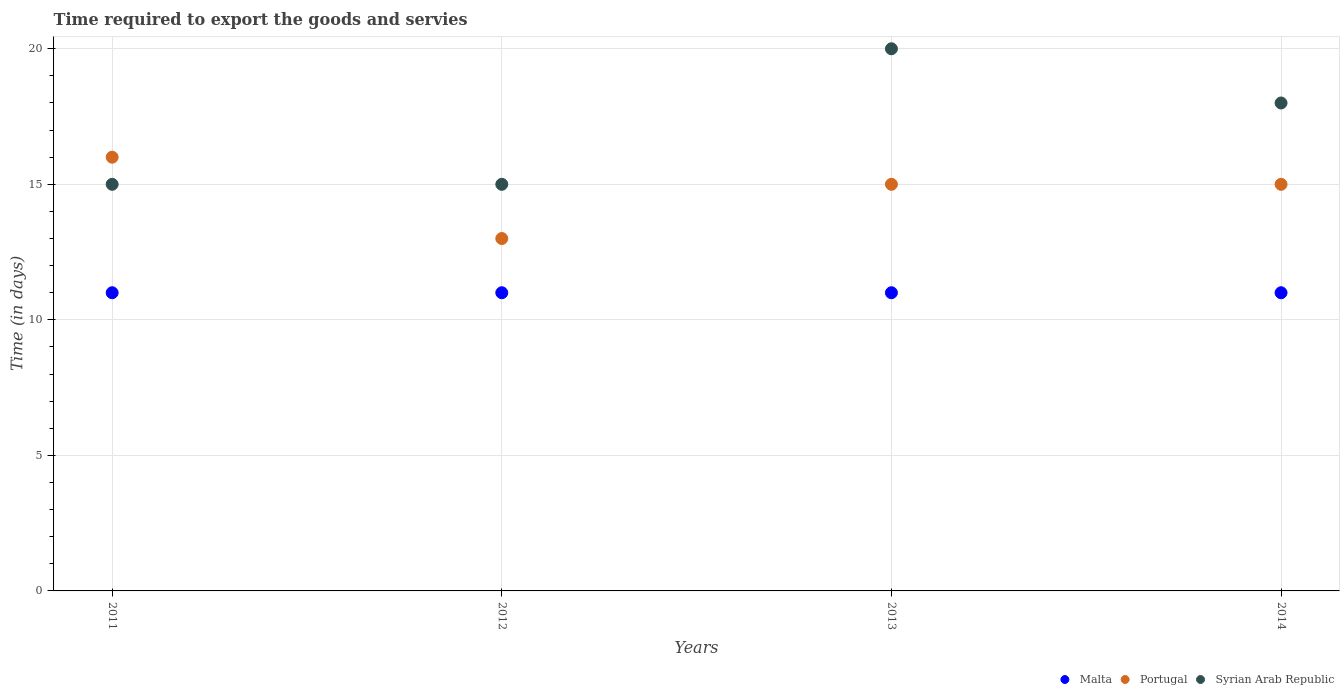 Time required to export the goods and servies
Time (in days)
20
15
10
5
0
2011
2012
2013
2014
Years
Malta
Portugal
Syrian Arab Republic